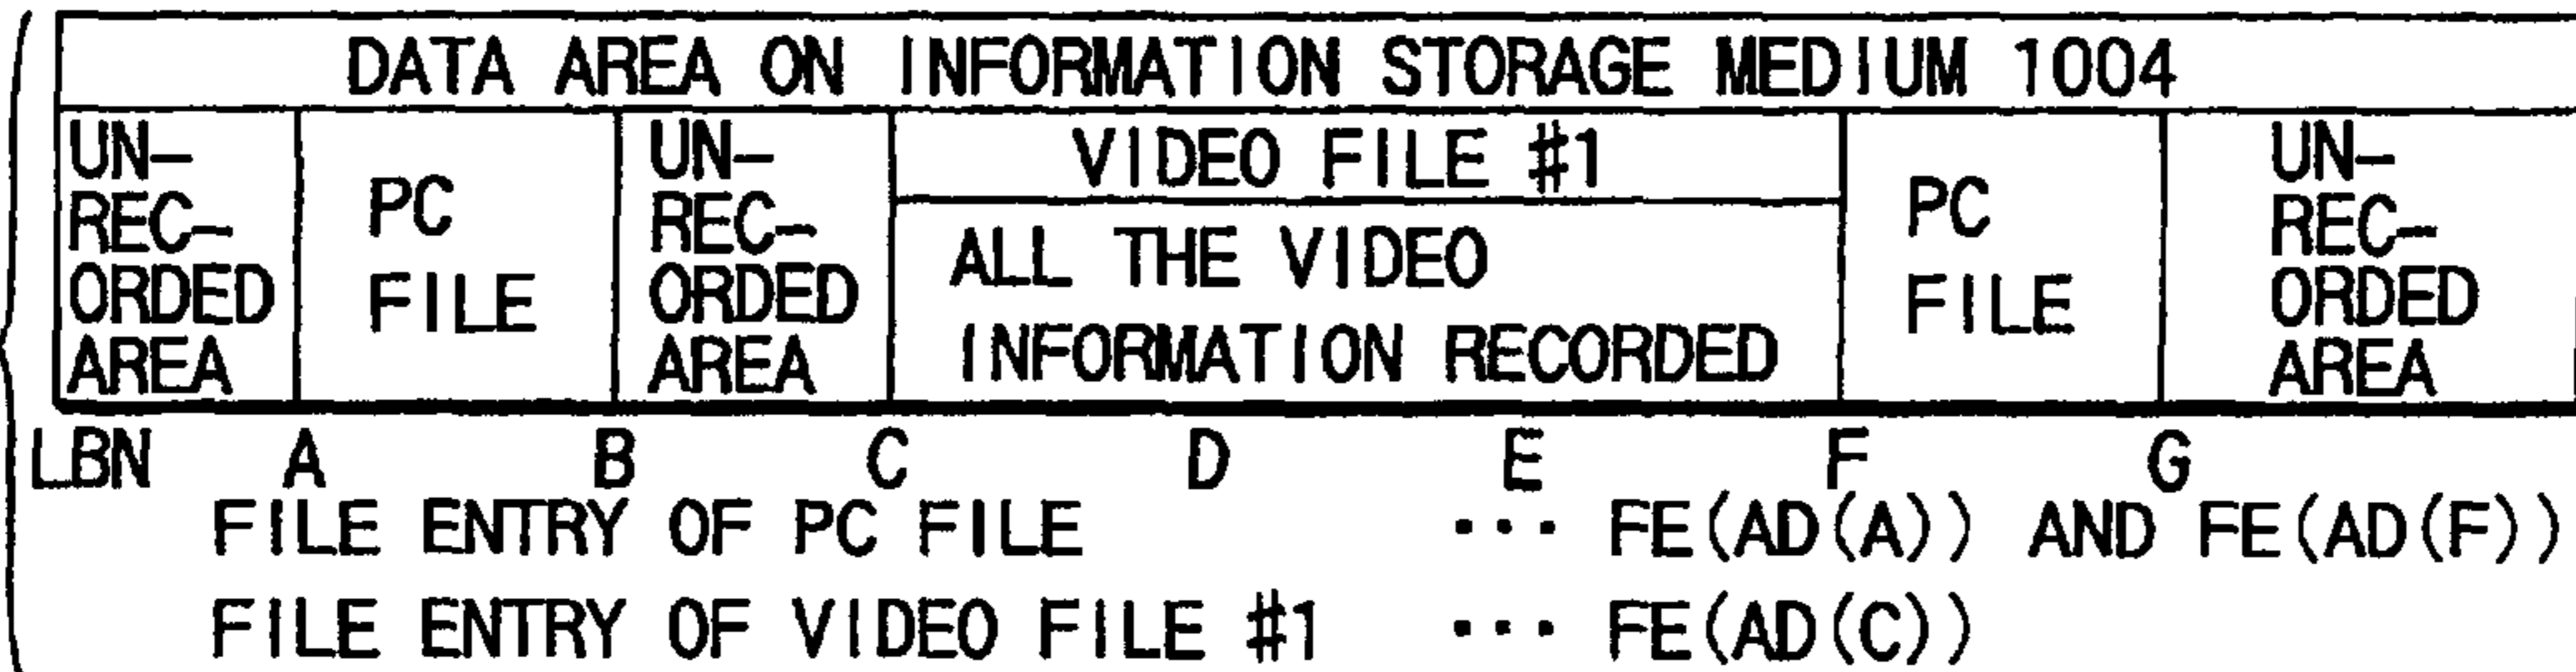 DATA AREA ON INFORMATION STORAGE MEDIUM 1004
UN-
REC-
ORDED
AREA
PC
FILE
UN-
REC-
ORDED
AREA
VIDEO FILE #1
ALL THE VIDEO
INFORMATION RECORDED
PC
FILE
UN-
REC-
ORDED
AREA
LBN A B C D E F G
FILE ENTRY OF PC FILE ··· FE(AD(A)) AND FE(AD(F))
FILE ENTRY OF VIDEO FILE #1 ··· FE(AD(C))